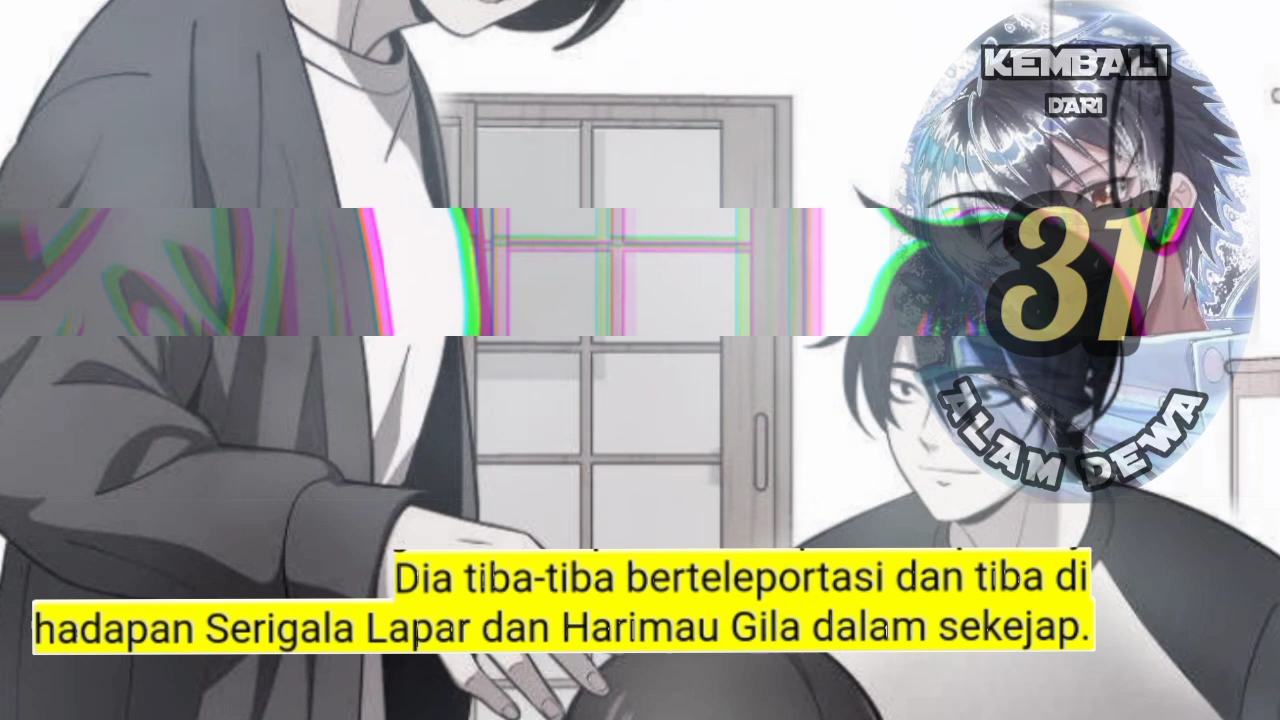 KEMBALI
DARI
31
ALAM DEWA
Dia tiba-tiba berteleportasi dan tiba di
hadapan Serigala Lapar dan Harimau Gila dalam sekejap.